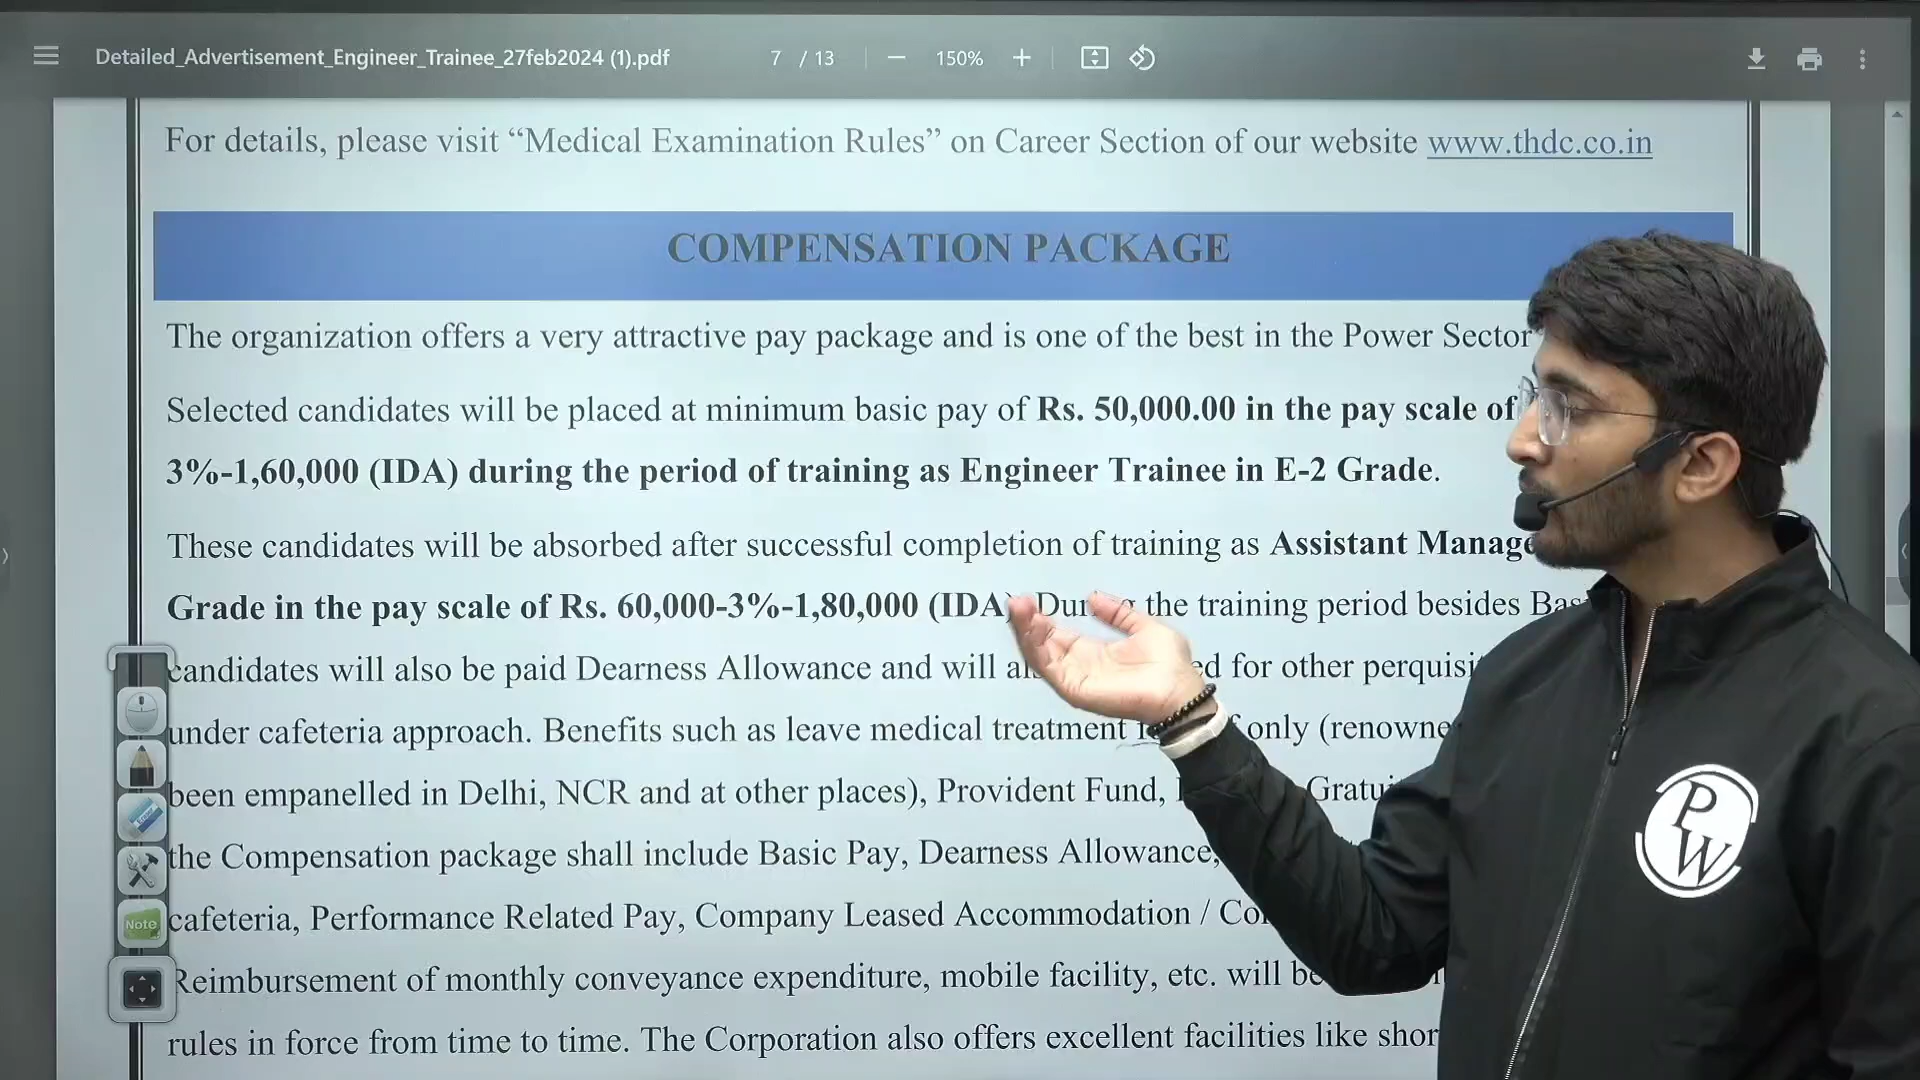 Detailed_Advertisement_Engineer_Trainee_27feb2024 (1).pdf 7 / 13 150%
For details, please visit “Medical Examination Rules” on Career Section of our website www.thdc.co.in
COMPENSATION PACKAGE
The organization offers a very attractive pay package and is one of the best in the Power Sector
Selected candidates will be placed at minimum basic pay of Rs. 50,000.00 in the pay scale of
3%-1,60,000 (IDA) during the period of training as Engineer Trainee in E-2 Grade.
These candidates will be absorbed after successful completion of training as Assistant
Grade in the pay scale of Rs. 60,000-3%-1,80,000 (IDA) the training period besides
candidates will also be paid Dearness Allowance and will for other
under cafeteria approach. Benefits such as leave medical treatment only
been empanelled in Delhi, NCR and at other places), Provident Fund,
the Compensation package shall include Basic Pay, Dearness Allowance,
cafeteria, Performance Related Pay, Company Leased Accommodation /
Reimbursement of monthly conveyance expenditure, mobile facility, etc. will
rules in force from time to time. The Corporation also offers excellent facilities like
Note
PW